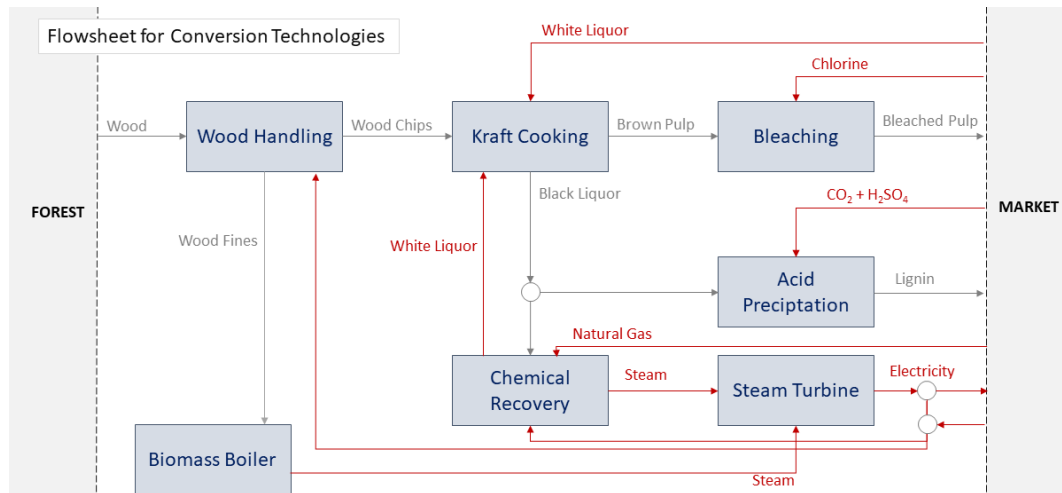 White Liquor
Flowsheet for Conversion Technologies
Chlorine
Wood
Wood Handling
Wood Chips
Kraft Cooking
Brown Pulp
Bleaching
Bleached Pulp
Black Liquor
CO₂ + H₂SO₄
FOREST
MARKET
Wood Fines
White Liquor
Acid
Preciptation
Lignin
Natural Gas
Chemical
Recovery
Steam
Steam Turbine
Electricity
Biomass Boiler
Steam